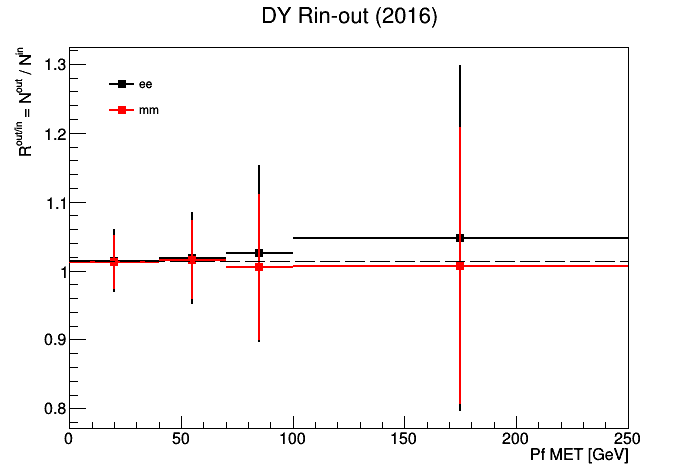 DY Rin-out (2016)
R^out/in = N^out / N^in
ee
mm
1.3
1.2
1.1
1
0.9
0.8
0 50 100 150 200 250
Pf MET [GeV]